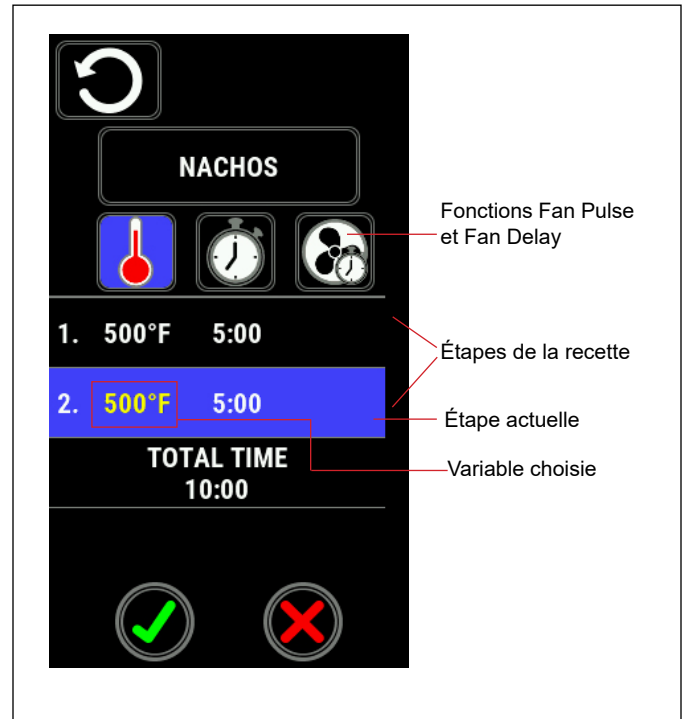 NACHOS
Fonctions Fan Pulse
et Fan Delay
1. 500°F 5:00
Étapes de la recette
2. 500°F 5:00
Étape actuelle
TOTAL TIME
10:00
Variable choisie